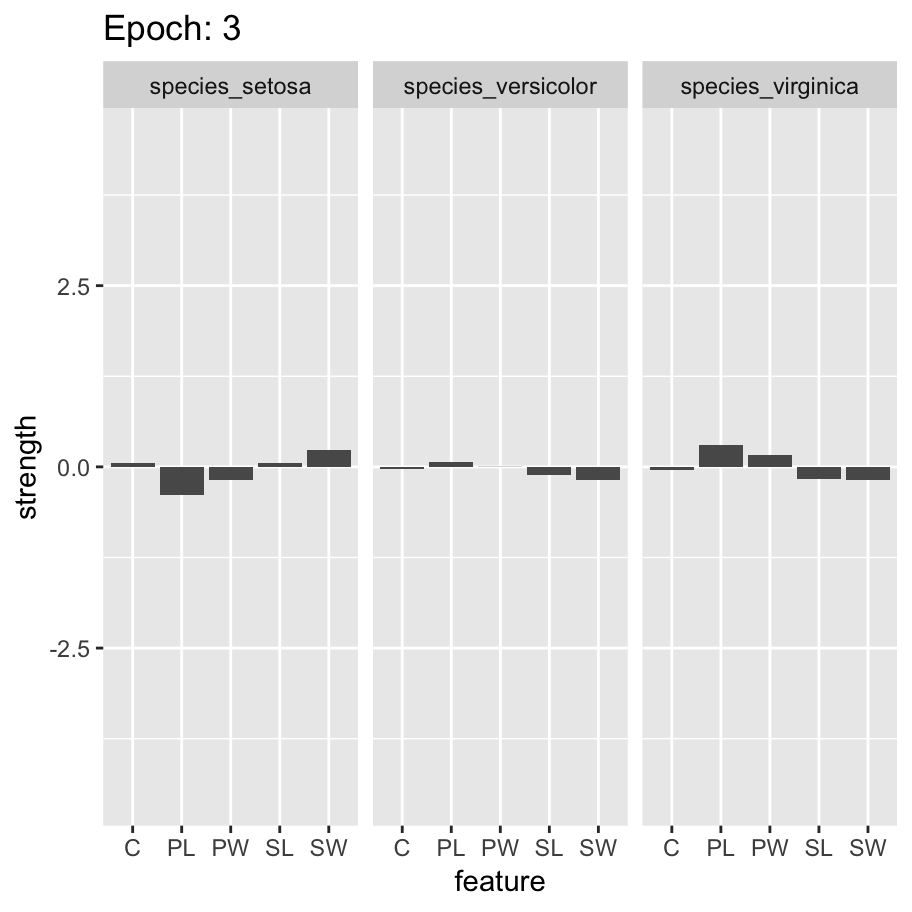 Epoch: 3
species_setosa species_versicolor species_virginica
2.5
0.0
-2.5
strength
C PL PW SL SW C PL PW SL SW C PL PW SL SW
feature